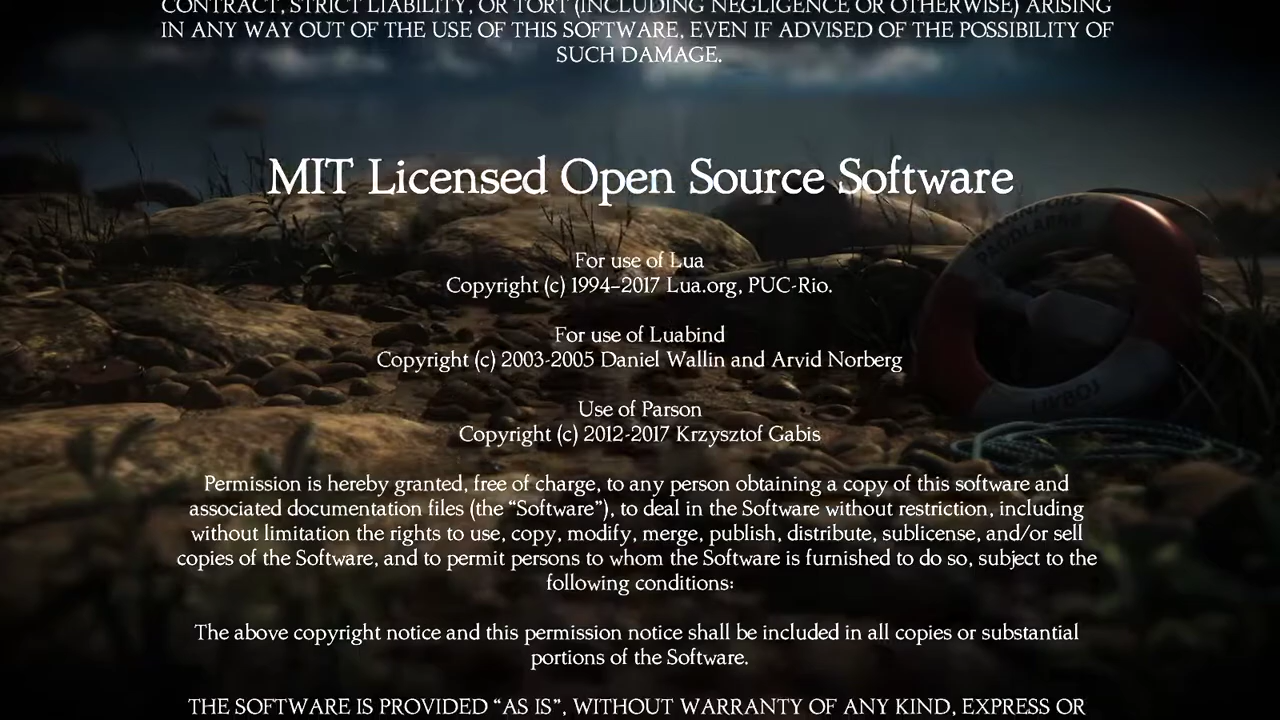 CONTRACT, STRICT LIABILITY, OR TORT (INCLUDING NEGLIGENCE OR OTHERWISE) ARISING
IN ANY WAY OUT OF THE USE OF THIS SOFTWARE, EVEN IF ADVISED OF THE POSSIBILITY OF
SUCH DAMAGE.
MIT Licensed Open Source Software
For use of Lua
Copyright (c) 1994–2017 Lua.org, PUC-Rio.
For use of Luabind
Copyright (c) 2003-2005 Daniel Wallin and Arvid Norberg
Use of Parson
Copyright (c) 2012-2017 Krzysztof Gabis
Permission is hereby granted, free of charge, to any person obtaining a copy of this software and
associated documentation files (the “Software”), to deal in the Software without restriction, including
without limitation the rights to use, copy, modify, merge, publish, distribute, sublicense, and/or sell
copies of the Software, and to permit persons to whom the Software is furnished to do so, subject to the
following conditions:
The above copyright notice and this permission notice shall be included in all copies or substantial
portions of the Software.
THE SOFTWARE IS PROVIDED “AS IS”, WITHOUT WARRANTY OF ANY KIND, EXPRESS OR